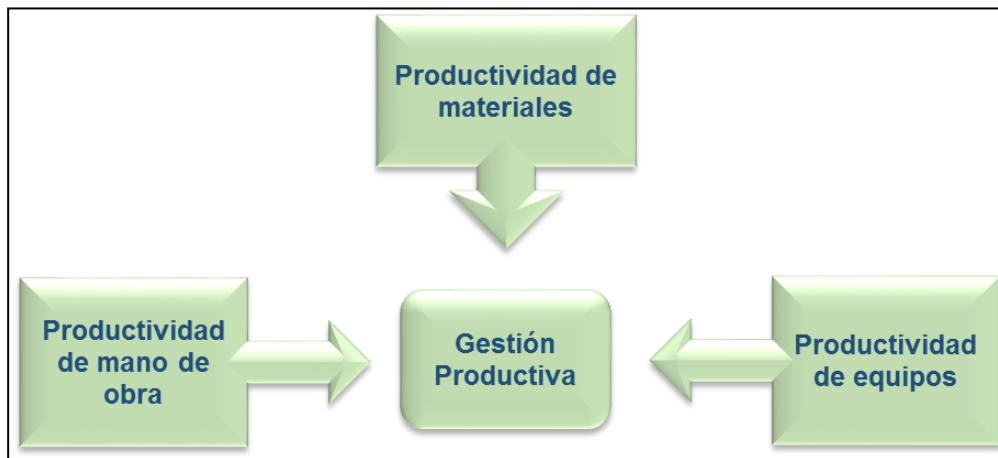 Productividad de
materiales
Productividad
de mano de
obra
Gestión
Productiva
Productividad
de equipos